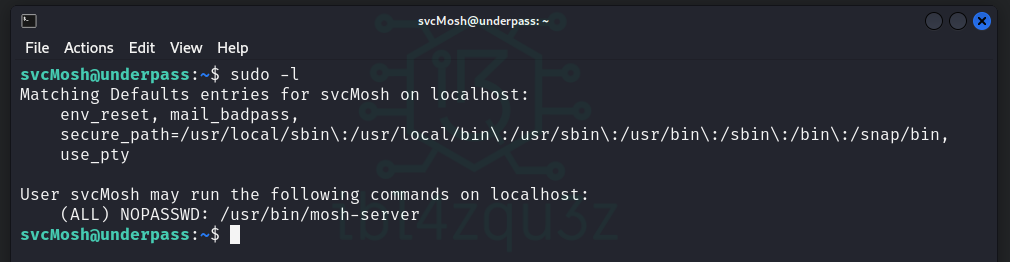 svcMosh@underpass: ~
File Actions Edit View Help
svcMosh@underpass:~$ sudo -l
Matching Defaults entries for svcMosh on localhost:
    env_reset, mail_badpass,
    secure_path=/usr/local/sbin\:/usr/local/bin\:/usr/sbin\:/usr/bin\:/sbin\:/bin\:/snap/bin,
    use_pty

User svcMosh may run the following commands on localhost:
    (ALL) NOPASSWD: /usr/bin/mosh-server
svcMosh@underpass:~$
tbt4zqu3z